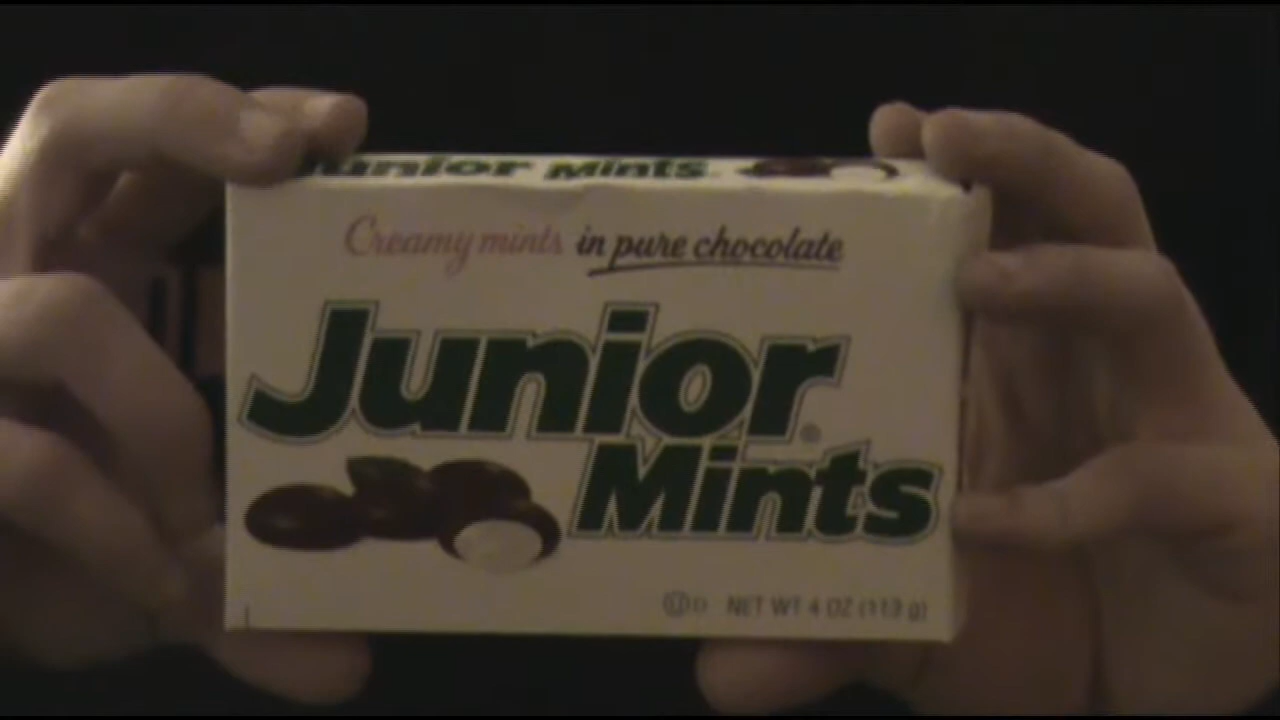 Junior Mints
Creamy mints in pure chocolate
Junior®
Mints
Ⓤ D NET WT 4 OZ (113 g)